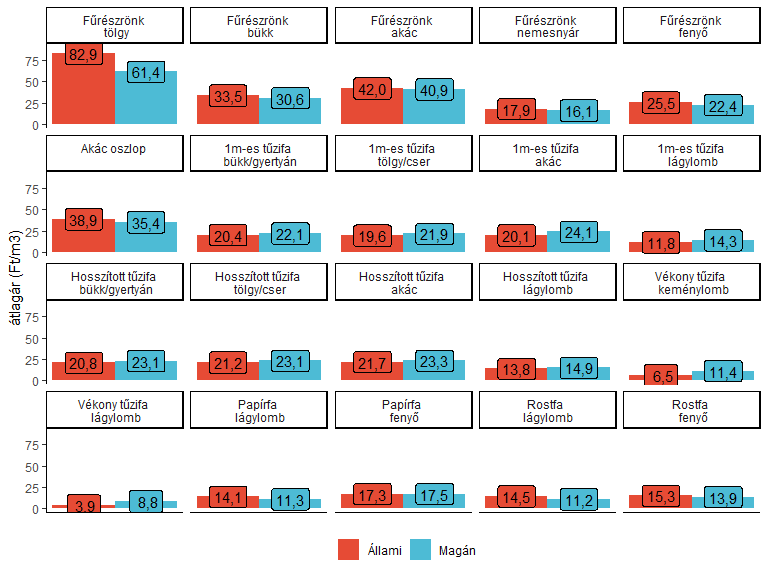 Fűrészrönk
tölgy
Fűrészrönk
bükk
Fűrészrönk
akác
Fűrészrönk
nemesnyár
Fűrészrönk
fenyő
75
50
25
0
82,9
61,4
33,5
30,6
42,0
40,9
17,9
16,1
25,5
22,4
Akác oszlop
1m-es tűzifa
bükk/gyertyán
1m-es tűzifa
tölgy/cser
1m-es tűzifa
akác
1m-es tűzifa
lágylomb
75
50
25
0
38,9
35,4
20,4
22,1
19,6
21,9
20,1
24,1
11,8
14,3
átlagár (Ft/m3)
Hosszított tűzifa
bükk/gyertyán
Hosszított tűzifa
tölgy/cser
Hosszított tűzifa
akác
Hosszított tűzifa
lágylomb
Vékony tűzifa
keménylomb
75
50
25
0
20,8
23,1
21,2
23,1
21,7
23,3
13,8
14,9
6,5
11,4
Vékony tűzifa
lágylomb
Papírfa
lágylomb
Papírfa
fenyő
Rostfa
lágylomb
Rostfa
fenyő
75
50
25
0
3,9
8,8
14,1
11,3
17,3
17,5
14,5
11,2
15,3
13,9
Állami
Magán